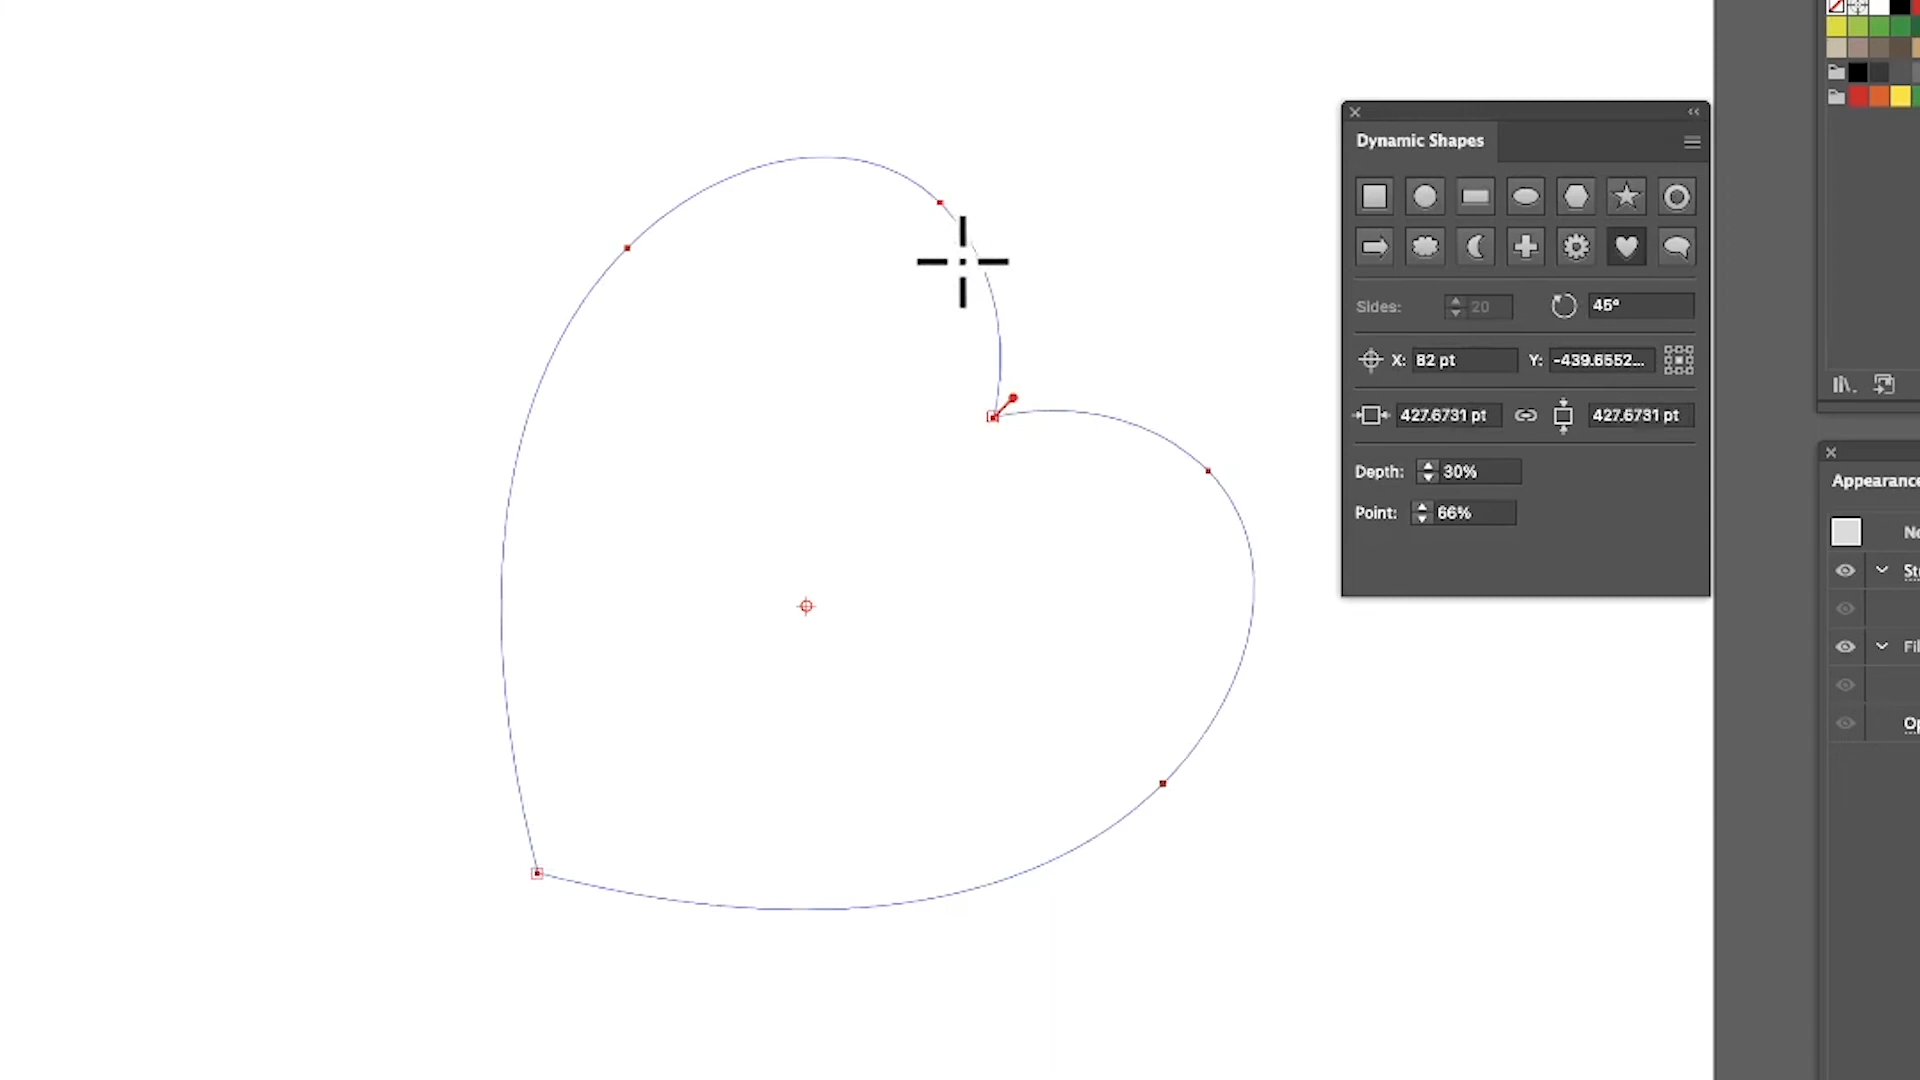 Dynamic Shapes
Sides: 20 45°
X: 82 pt Y: -439.6552...
427.6731 pt 427.6731 pt
Depth: 30%
Point: 66%
Appearance